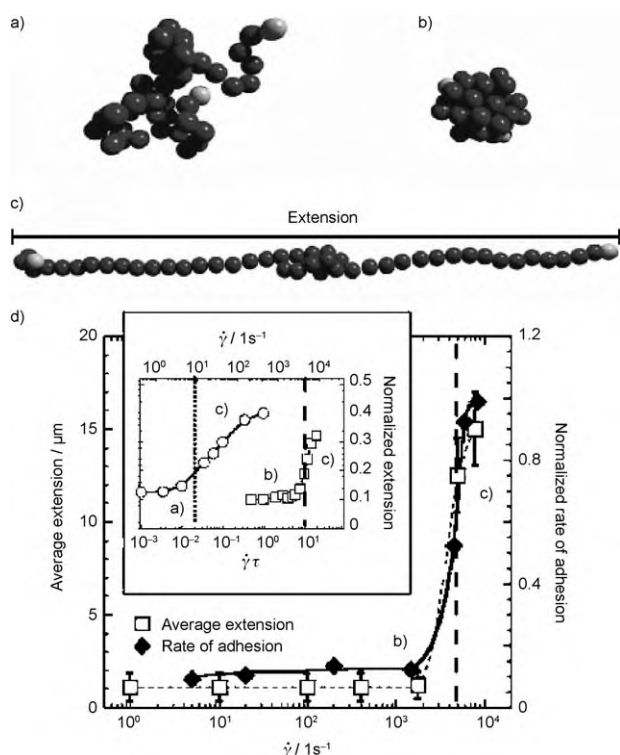 a)
b)
c)
Extension
d)
γ̇ / 1s⁻¹
10⁰ 10¹ 10² 10³ 10⁴
Normalized extension
0.5
0.4
0.3
0.2
0.1
0
a)
b)
c)
c)
10⁻³ 10⁻² 10⁻¹ 10⁰ 10¹
γ̇τ
Average extension / μm
20
15
10
5
2
0
Normalized rate of adhesion
1.2
0.8
0.4
0
Average extension
Rate of adhesion
b)
c)
10⁰ 10¹ 10² 10³ 10⁴
γ̇ / 1s⁻¹